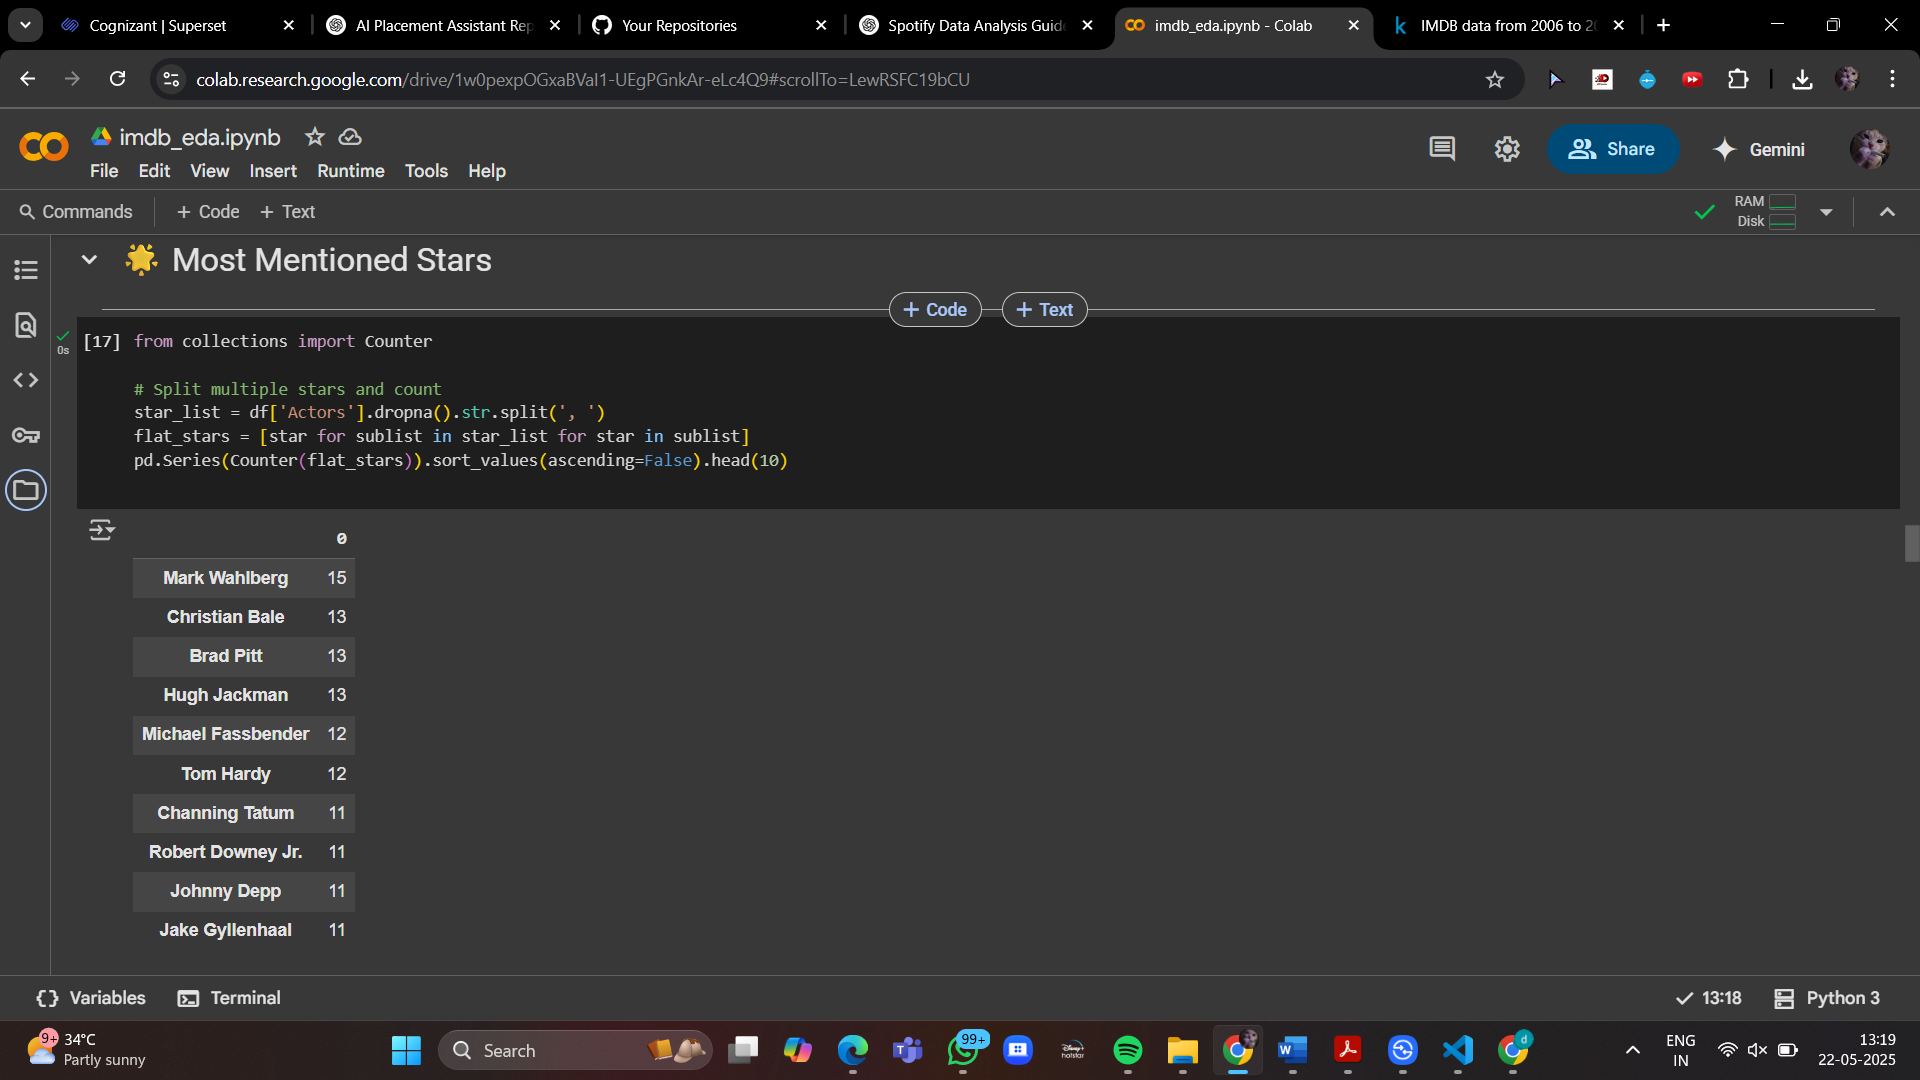 Cognizant | Superset
AI Placement Assistant Rep
Your Repositories
Spotify Data Analysis Guide
imdb_eda.ipynb - Colab
IMDB data from 2006 to 20
colab.research.google.com/drive/1w0pexpOGxaBVaI1-UEgPGnkAr-eLc4Q9#scrollTo=LewRSFC19bCU
imdb_eda.ipynb
File Edit View Insert Runtime Tools Help
Share
Gemini
Commands + Code + Text
RAM
Disk
Most Mentioned Stars
+ Code + Text
0s
[17] from collections import Counter
# Split multiple stars and count
star_list = df['Actors'].dropna().str.split(', ')
flat_stars = [star for sublist in star_list for star in sublist]
pd.Series(Counter(flat_stars)).sort_values(ascending=False).head(10)
0
Mark Wahlberg 15
Christian Bale 13
Brad Pitt 13
Hugh Jackman 13
Michael Fassbender 12
Tom Hardy 12
Channing Tatum 11
Robert Downey Jr. 11
Johnny Depp 11
Jake Gyllenhaal 11
Variables Terminal
13:18 Python 3
9+
34°C
Partly sunny
Search
99+
Disney+ hotstar
d
ENG
IN
13:19
22-05-2025